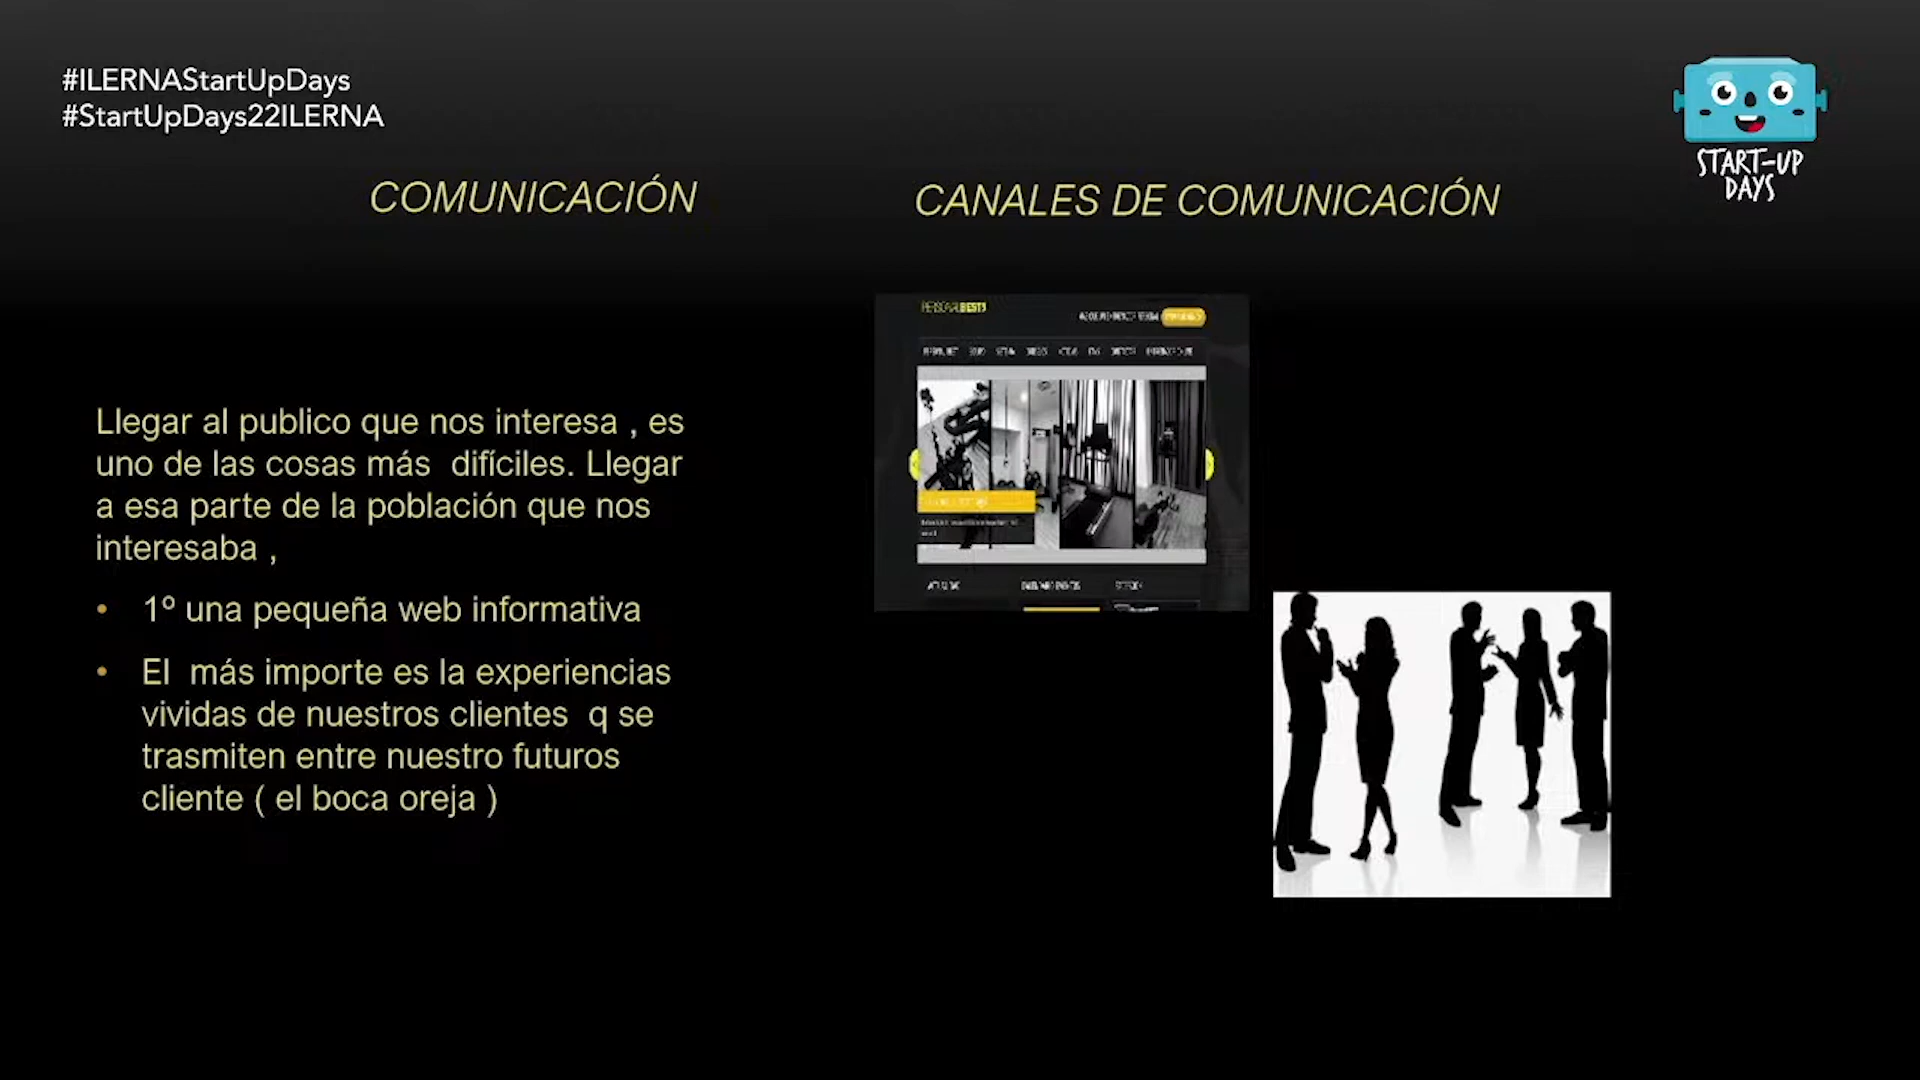 #ILERNAStartUpDays
#StartUpDays22ILERNA
START-UP
DAYS
COMUNICACIÓN
CANALES DE COMUNICACIÓN
Llegar al publico que nos interesa , es
uno de las cosas más difíciles. Llegar
a esa parte de la población que nos
interesaba ,
• 1º una pequeña web informativa
• El más importe es la experiencias
vividas de nuestros clientes q se
trasmiten entre nuestro futuros
cliente ( el boca oreja )